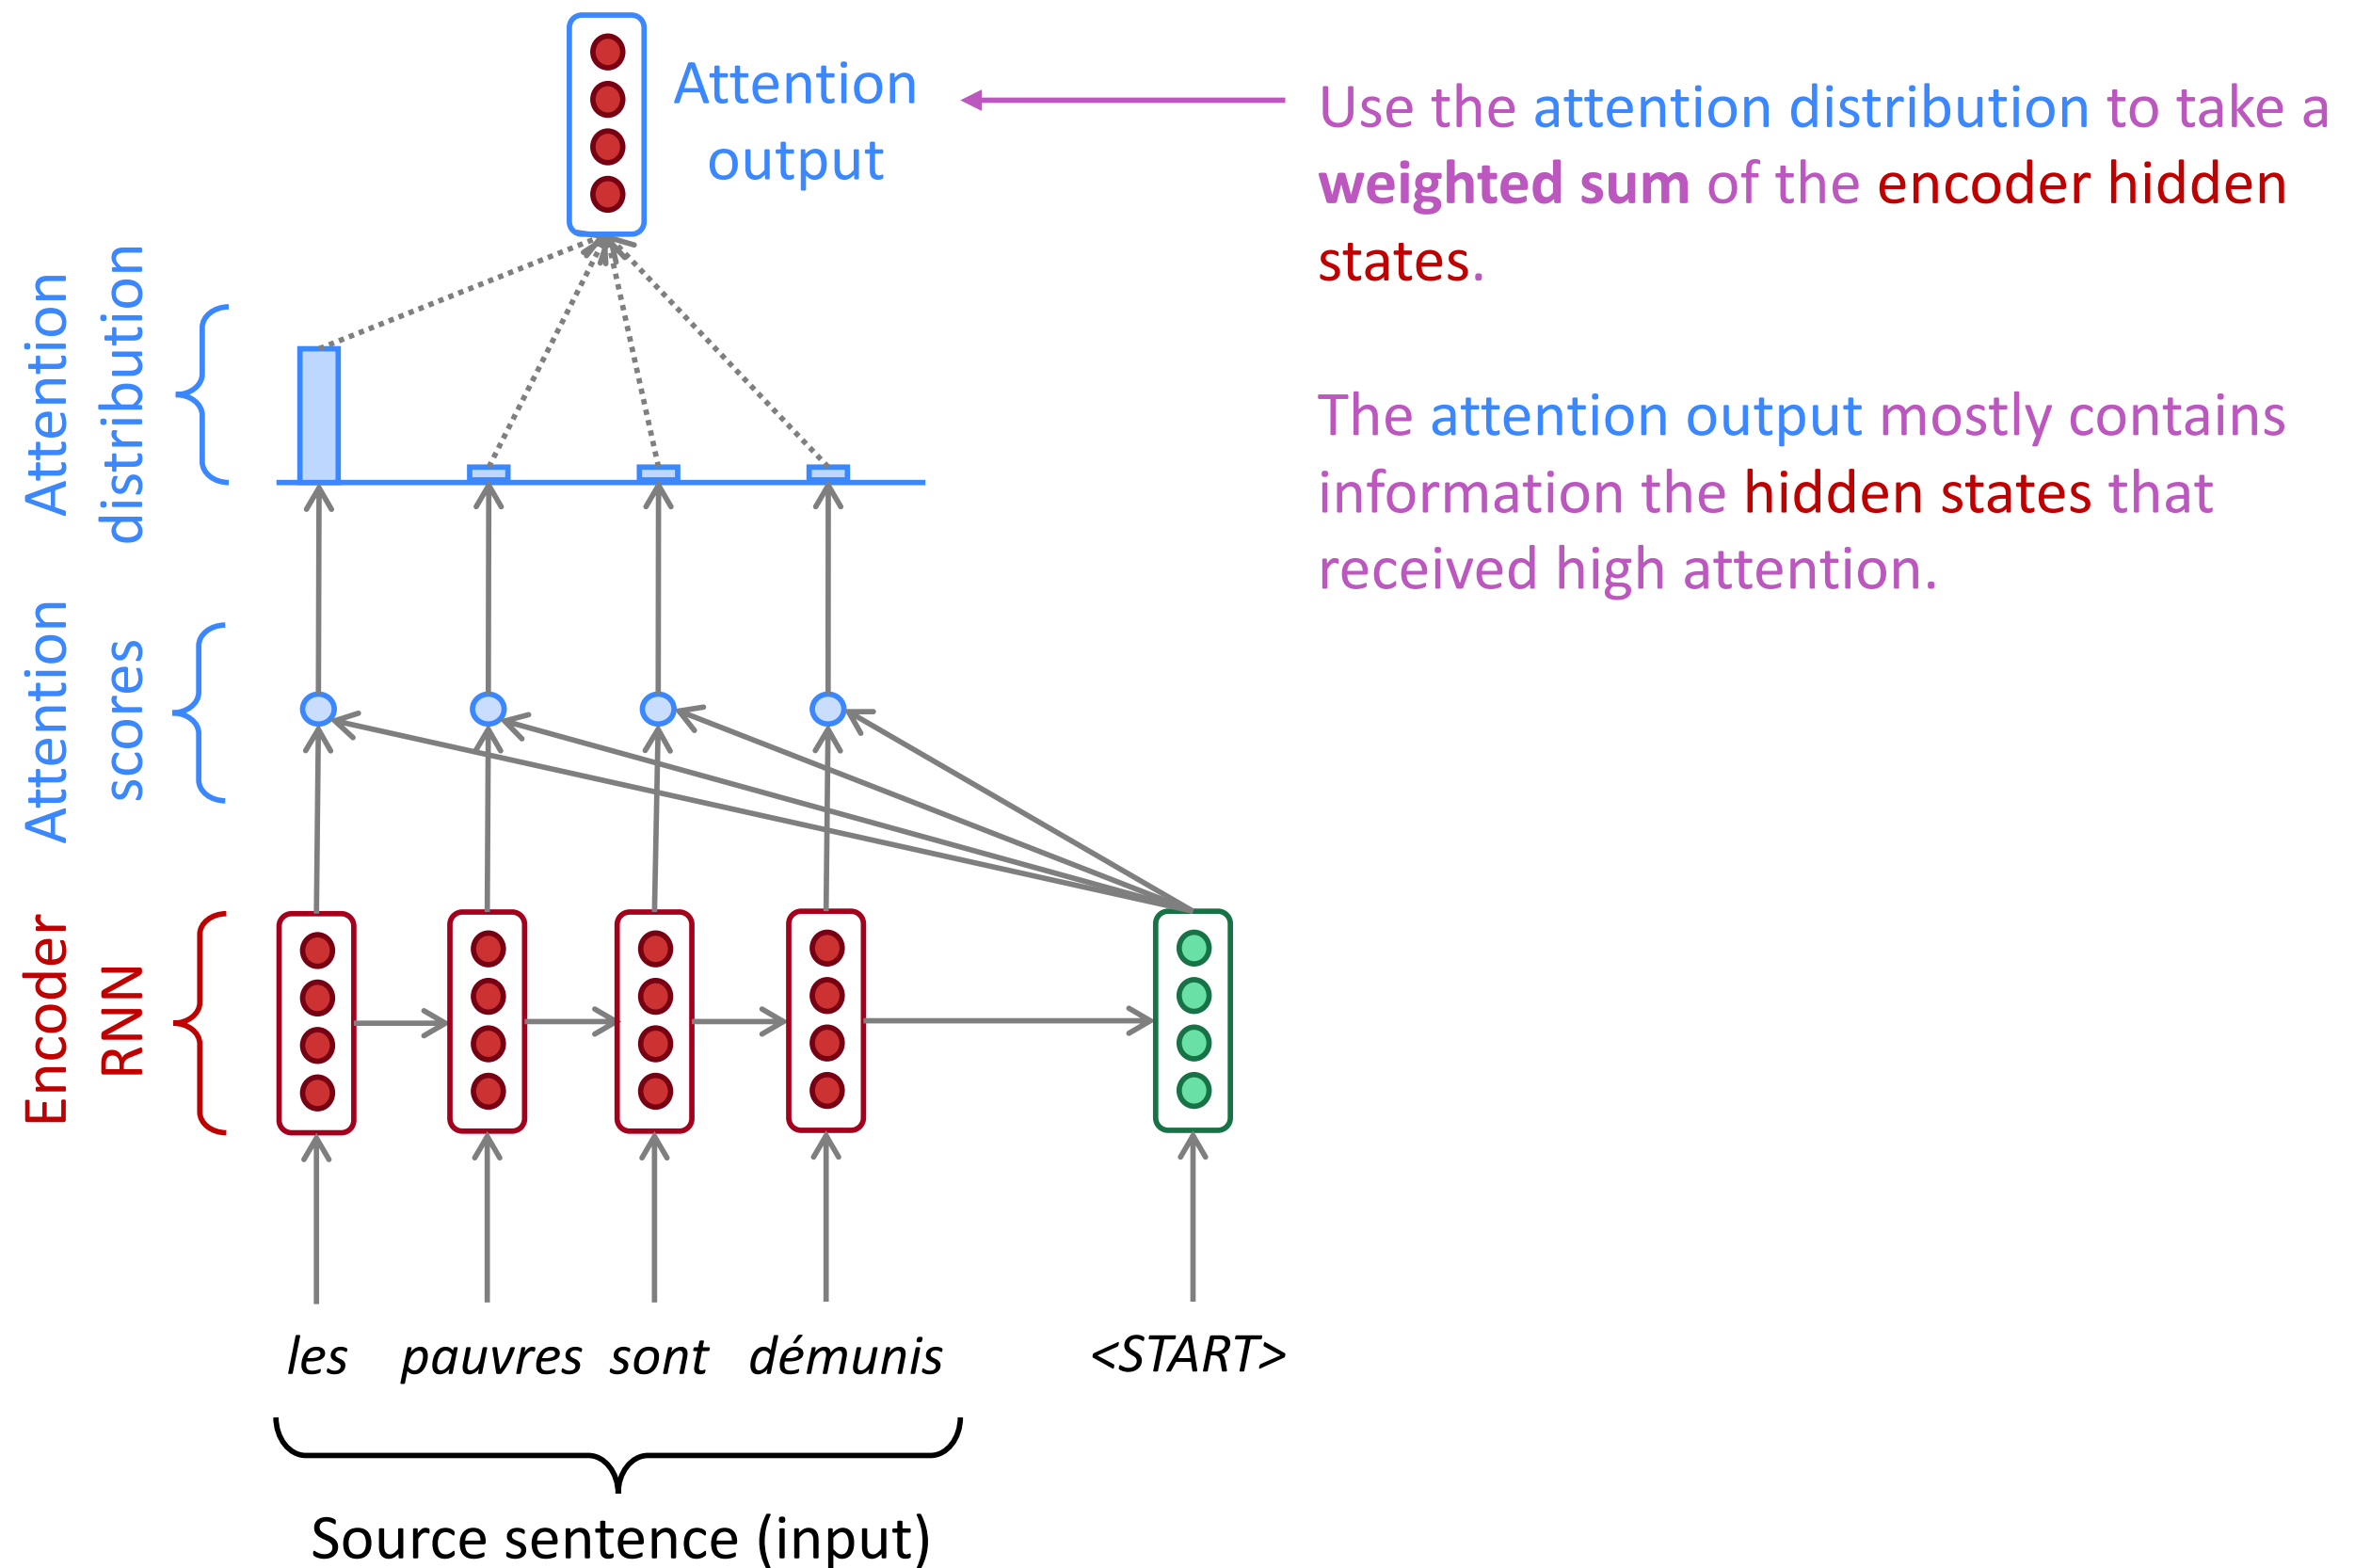 Attention
output
Use the attention distribution to take a
weighted sum of the encoder hidden
states.
The attention output mostly contains
information the hidden states that
received high attention.
Attention
distribution
Attention
scores
Encoder
RNN
les pauvres sont démunis <START>
Source sentence (input)